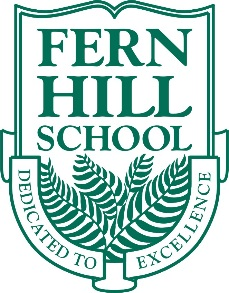 FERN
HILL
SCHOOL
DEDICATED TO
EXCELLENCE